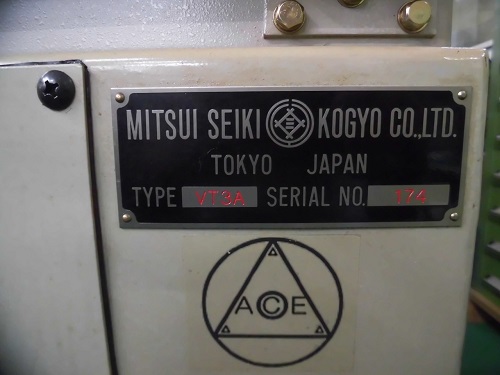 MITSUI SEIKI KOGYO CO.,LTD.
TOKYO JAPAN
TYPE VT3A SERIAL NO. 174
ACE